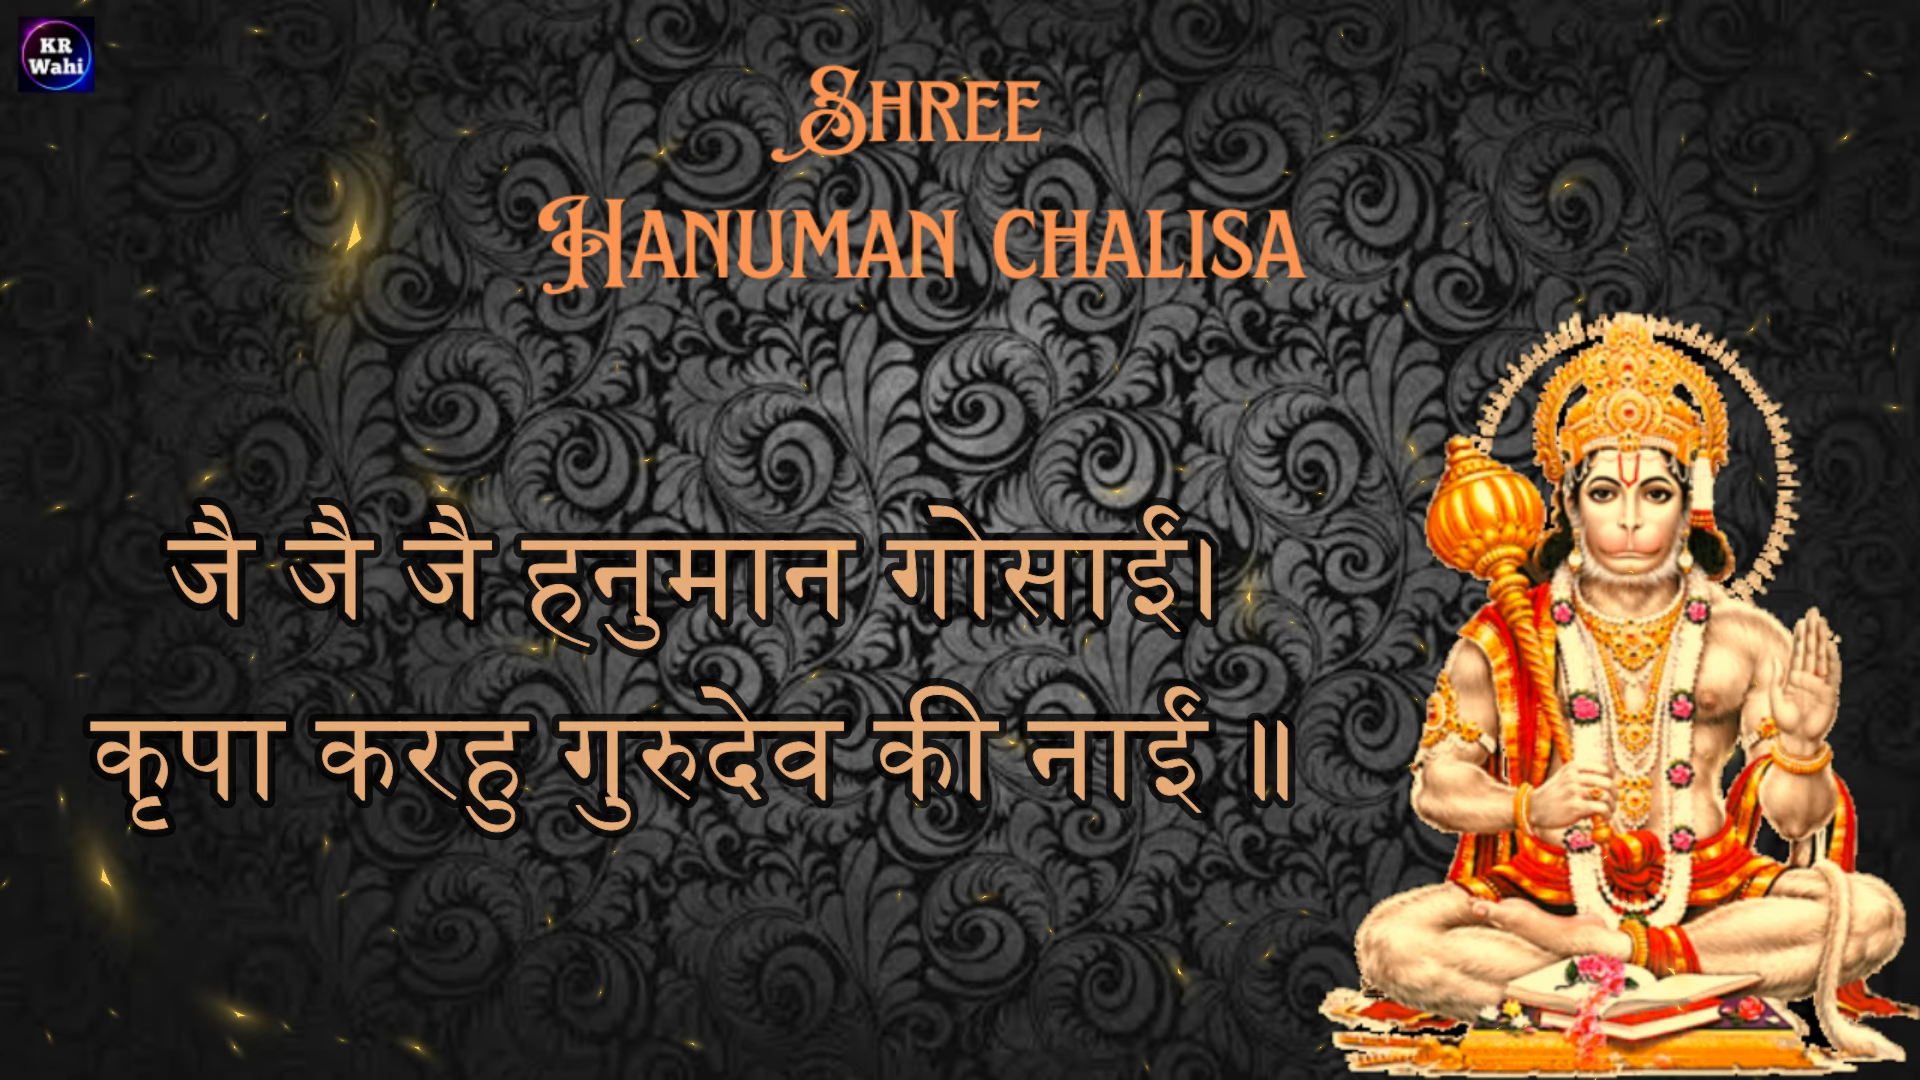 KR
Wahi
Shree
Hanuman chalisa
जै जै जै हनुमान गोसाईं।
कृपा करहु गुरुदेव की नाईं ॥